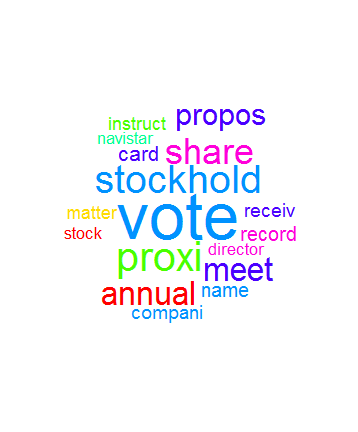 propos
instruct
navistar
card
share
stockhold
matter
vote
receiv
stock
record
proxi
director
meet
annual
name
compani